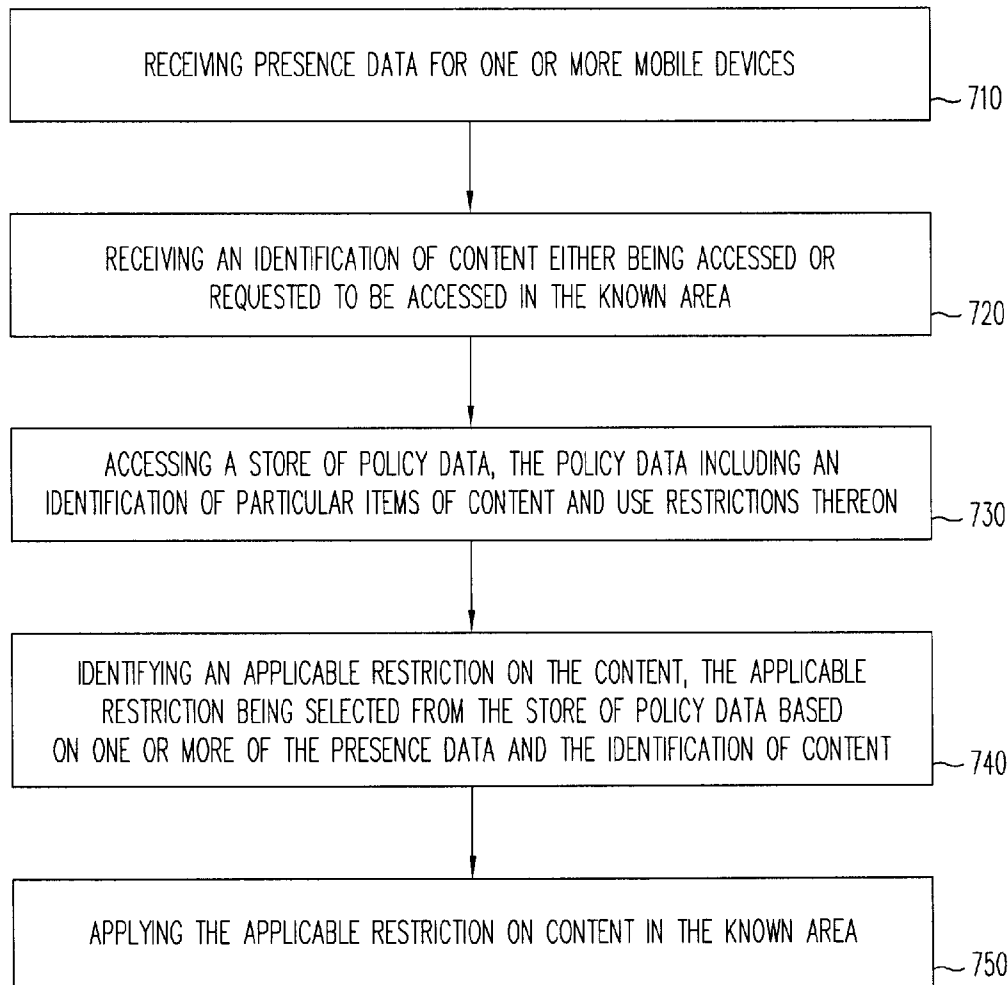 RECEIVING PRESENCE DATA FOR ONE OR MORE MOBILE DEVICES
710
RECEIVING AN IDENTIFICATION OF CONTENT EITHER BEING ACCESSED OR
REQUESTED TO BE ACCESSED IN THE KNOWN AREA
720
ACCESSING A STORE OF POLICY DATA, THE POLICY DATA INCLUDING AN
IDENTIFICATION OF PARTICULAR ITEMS OF CONTENT AND USE RESTRICTIONS THEREON
730
IDENTIFYING AN APPLICABLE RESTRICTION ON THE CONTENT, THE APPLICABLE
RESTRICTION BEING SELECTED FROM THE STORE OF POLICY DATA BASED
ON ONE OR MORE OF THE PRESENCE DATA AND THE IDENTIFICATION OF CONTENT
740
APPLYING THE APPLICABLE RESTRICTION ON CONTENT IN THE KNOWN AREA
750